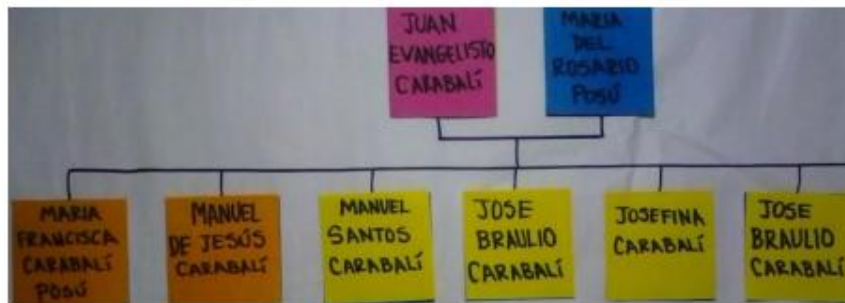 JUAN
EVANGELISTO
CARABALÍ
MARIA
DEL
ROSARIO
POSÚ
MARIA
FRANCISCA
CARABALÍ
POSÚ
MANUEL
DE JESÚS
CARABALÍ
MANUEL
SANTOS
CARABALÍ
JOSE
BRAULIO
CARABALÍ
JOSEFINA
CARABALÍ
JOSE
BRAULIO
CARABALÍ